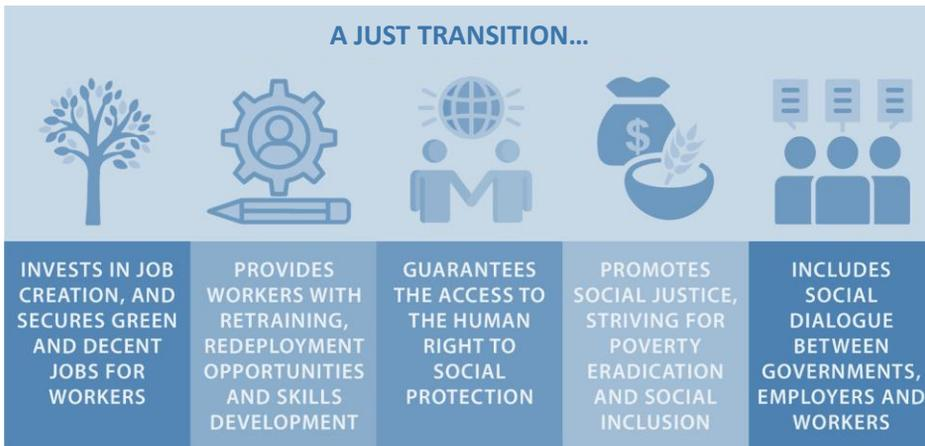 A JUST TRANSITION...
INVESTS IN JOB
CREATION, AND
SECURES GREEN
AND DECENT
JOBS FOR
WORKERS
PROVIDES
WORKERS WITH
RETRAINING,
REDEPLOYMENT
OPPORTUNITIES
AND SKILLS
DEVELOPMENT
GUARANTEES
THE ACCESS TO
THE HUMAN
RIGHT TO
SOCIAL
PROTECTION
$
PROMOTES
SOCIAL JUSTICE,
STRIVING FOR
POVERTY
ERADICATION
AND SOCIAL
INCLUSION
INCLUDES
SOCIAL
DIALOGUE
BETWEEN
GOVERNMENTS,
EMPLOYERS AND
WORKERS